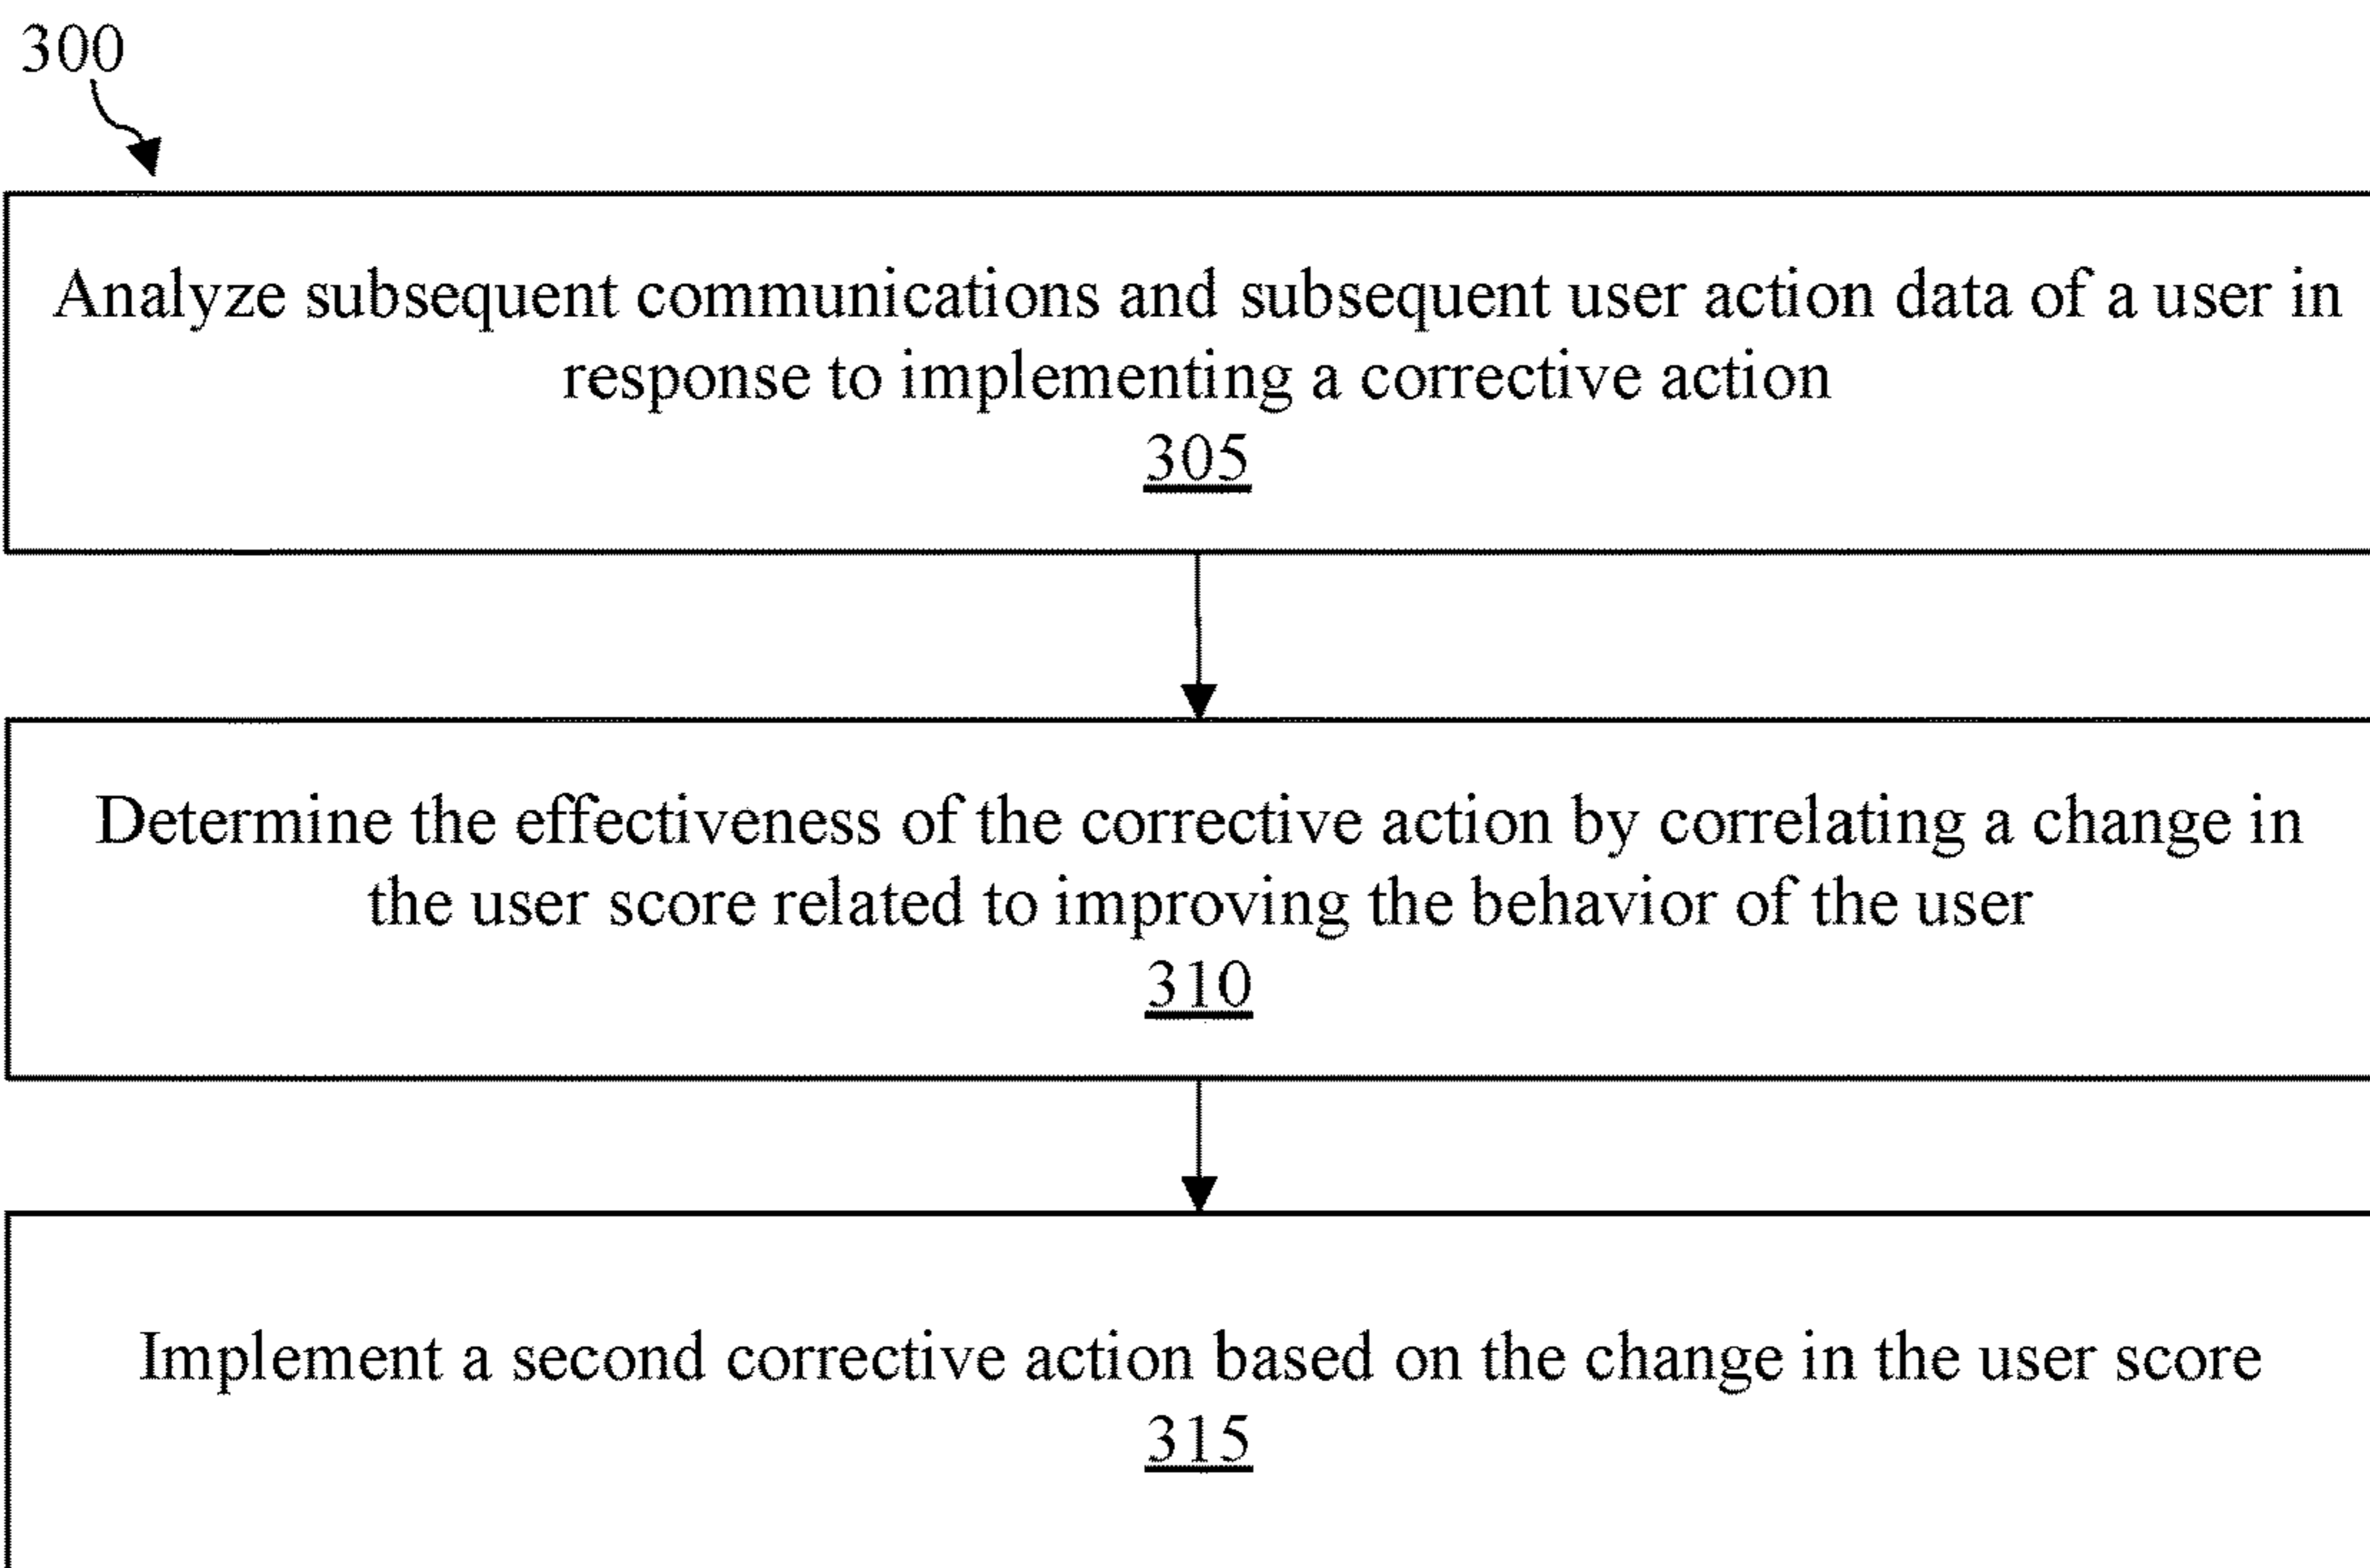 300
Analyze subsequent communications and subsequent user action data of a user in
response to implementing a corrective action
305
Determine the effectiveness of the corrective action by correlating a change in
the user score related to improving the behavior of the user
310
Implement a second corrective action based on the change in the user score
315